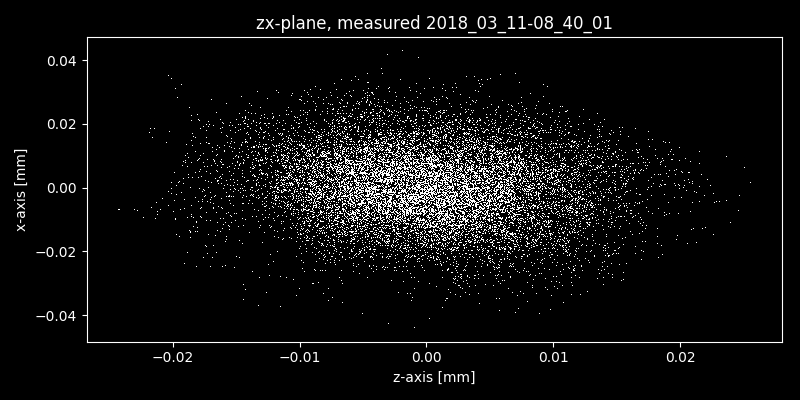 zx-plane, measured 2018_03_11-08_40_01
0.04
0.02
0.00
−0.02
−0.04
x-axis [mm]
−0.02 −0.01 0.00 0.01 0.02
z-axis [mm]